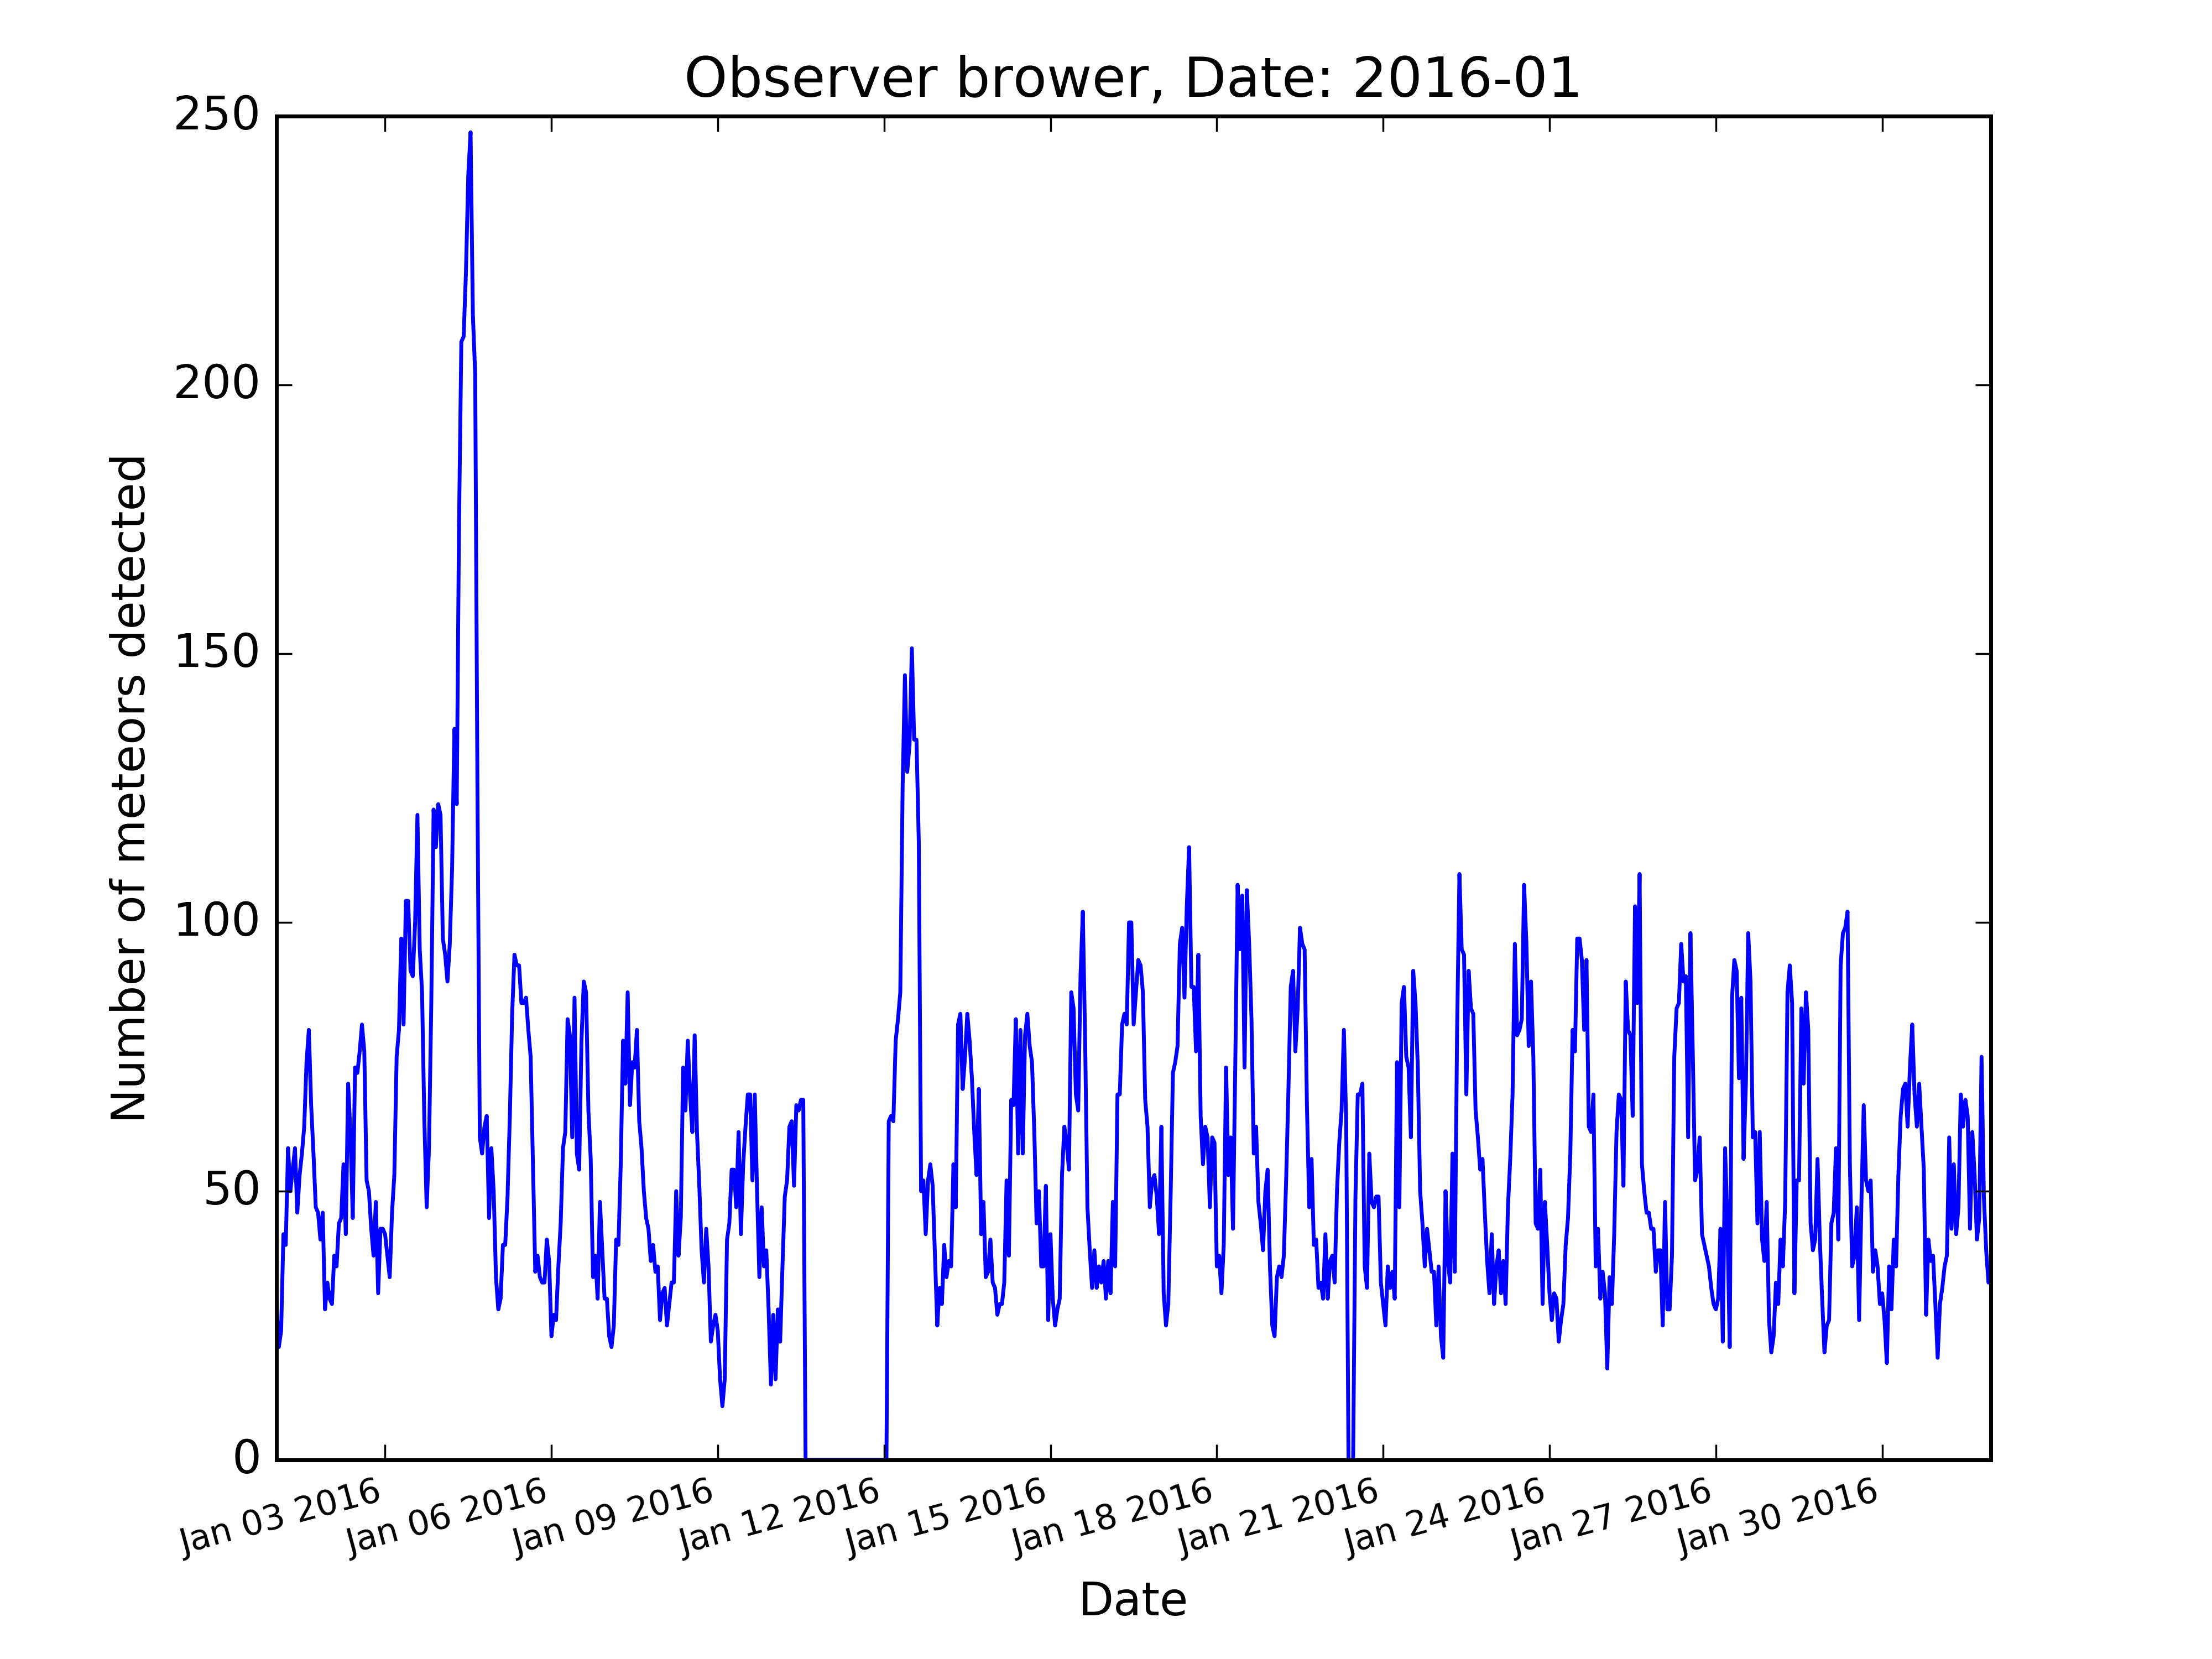 Observer brower, Date: 2016-01
250
200
150
100
50
0
Number of meteors detected
Jan 03 2016
Jan 06 2016
Jan 09 2016
Jan 12 2016
Jan 15 2016
Jan 18 2016
Jan 21 2016
Jan 24 2016
Jan 27 2016
Jan 30 2016
Date